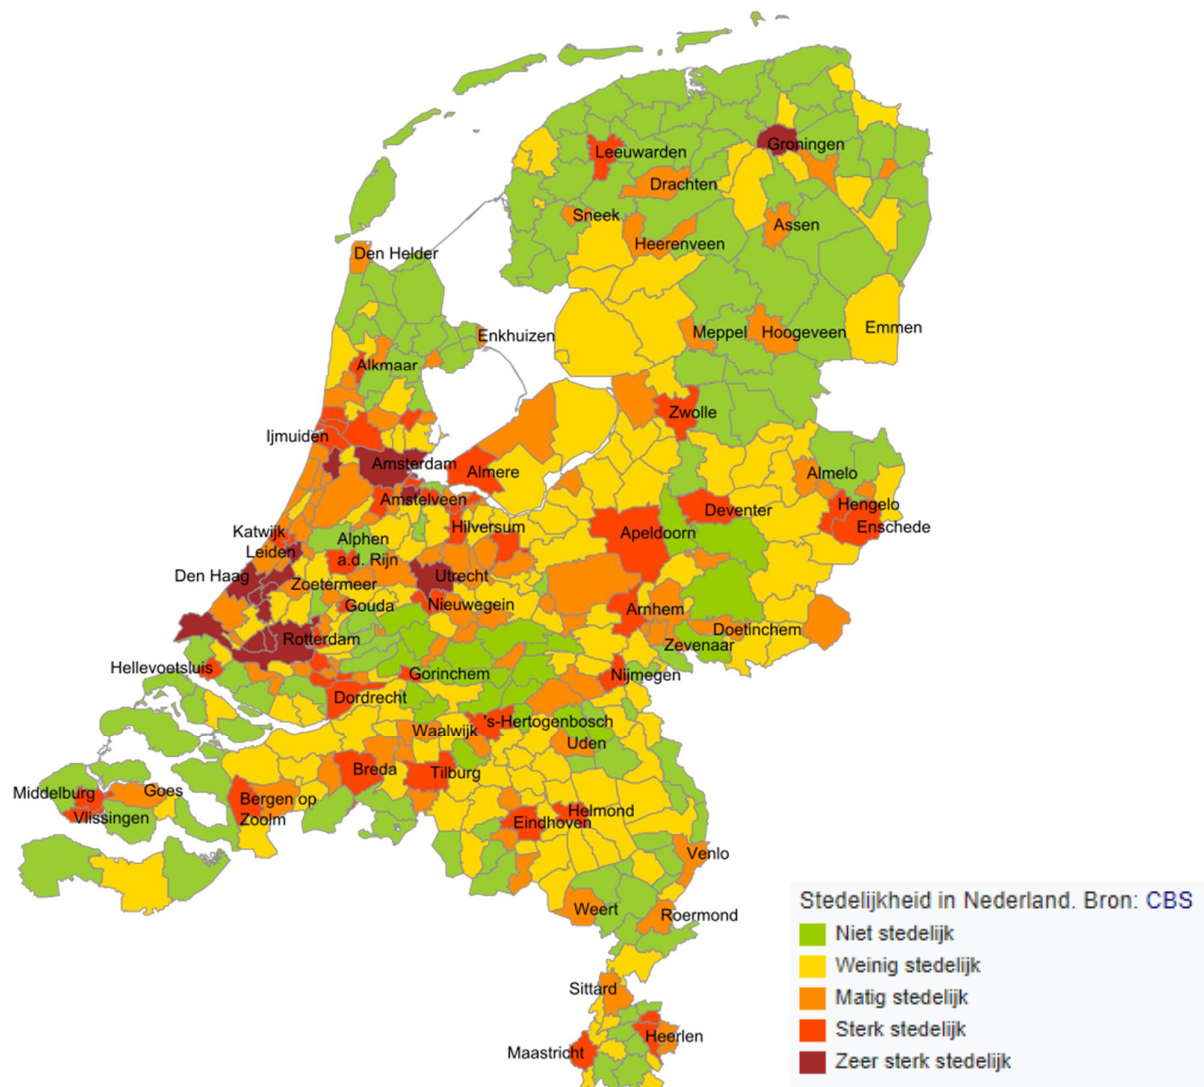 Groningen
Leeuwarden
Drachten
Sneek
Assen
Heerenveen
Den Helder
Emmen
Enkhuizen
Meppel
Hoogeveen
Alkmaar
Zwolle
Ijmuiden
Amsterdam
Almere
Almelo
Amstelveen
Hengelo
Deventer
Hilversum
Enschede
Katwijk
Apeldoorn
Alphen
a.d. Rijn
Leiden
Den Haag
Utrecht
Zoetermeer
Gouda
Nieuwegein
Arnhem
Doetinchem
Rotterdam
Zevenaar
Hellevoetsluis
Gorinchem
Nijmegen
Dordrecht
's-Hertogenbosch
Waalwijk
Uden
Breda
Tilburg
Goes
Middelburg
Bergen op
Zoolm
Vlissingen
Helmond
Eindhoven
Venlo
Weert
Roermond
Sittard
Heerlen
Maastricht
Stedelijkheid in Nederland. Bron: CBS
Niet stedelijk
Weinig stedelijk
Matig stedelijk
Sterk stedelijk
Zeer sterk stedelijk